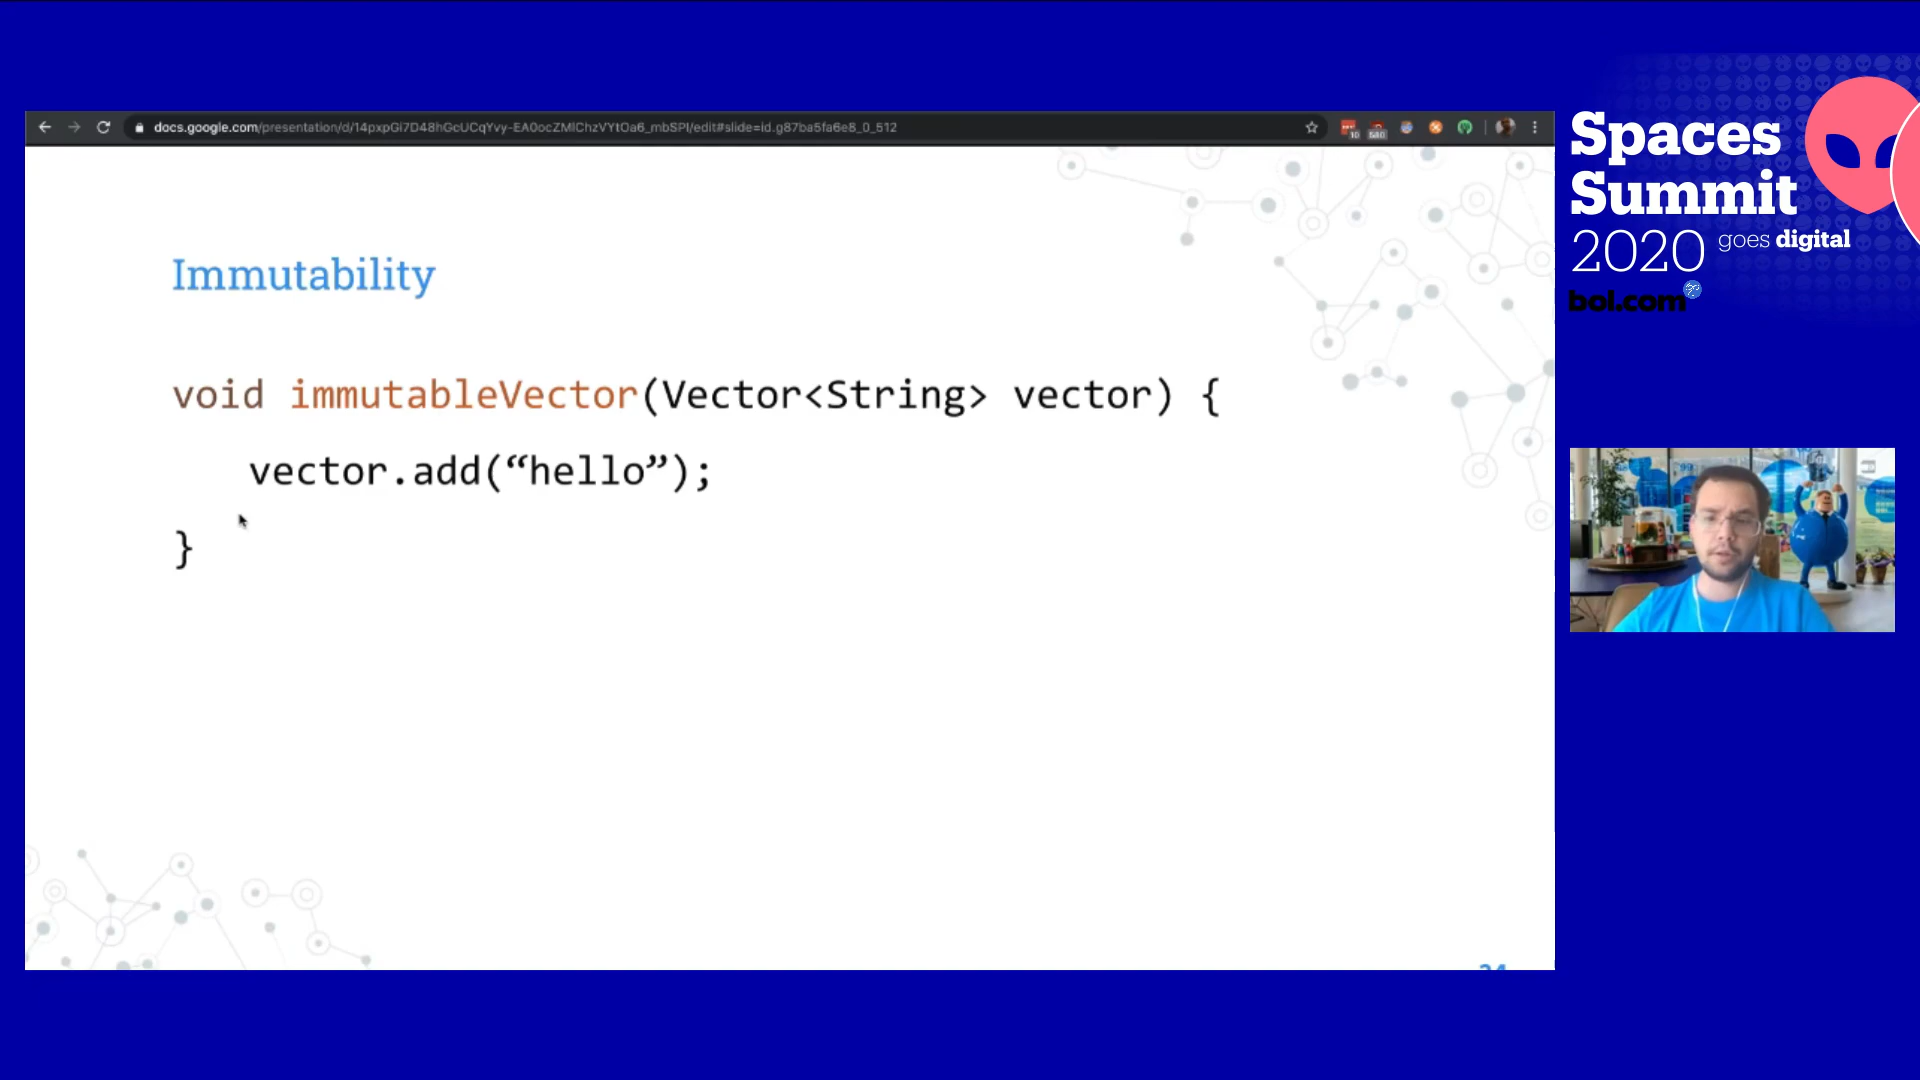 docs.google.com/presentation/d/14pxpGi7D48hGcUCqYvy-EA0ocZMlChzVYtOa6_mbSPI/edit#slide=id.g87ba5fa6e8_0_512
Immutability
void immutableVector(Vector<String> vector) {
vector.add(“hello”);
}
Spaces
Summit
2020 goes digital
bol.com